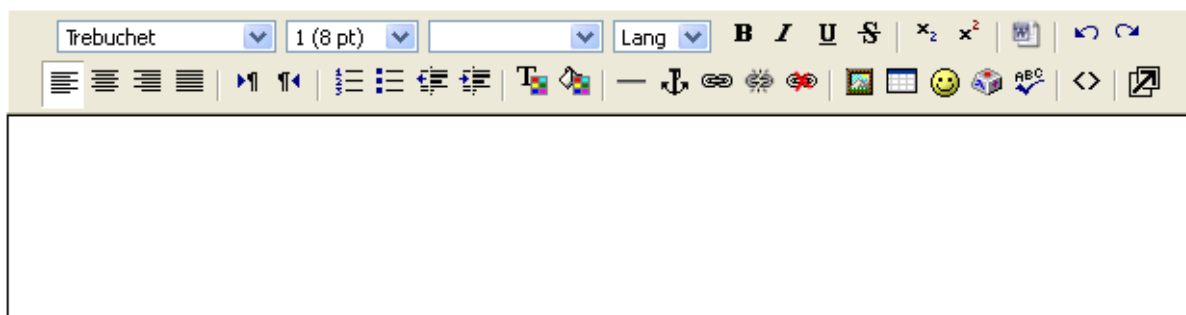 Trebuchet 1 (8 pt) Lang B I U S x₂ x²
T ABC